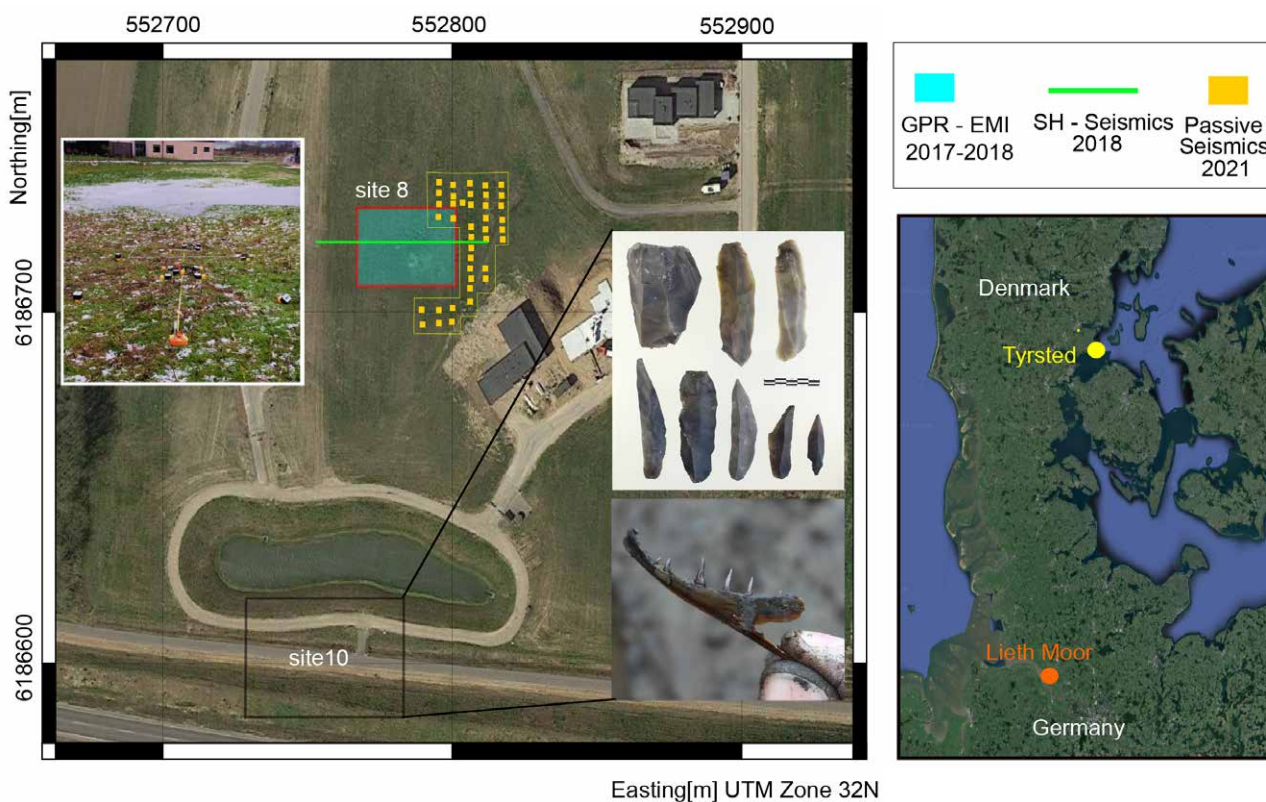 552700
552800
552900
Northing[m]
6186700
6186600
site 8
site10
Easting[m] UTM Zone 32N
GPR - EMI
2017-2018
SH - Seismics
2018
Passive
Seismics
2021
Denmark
Tyrsted
Lieth Moor
Germany